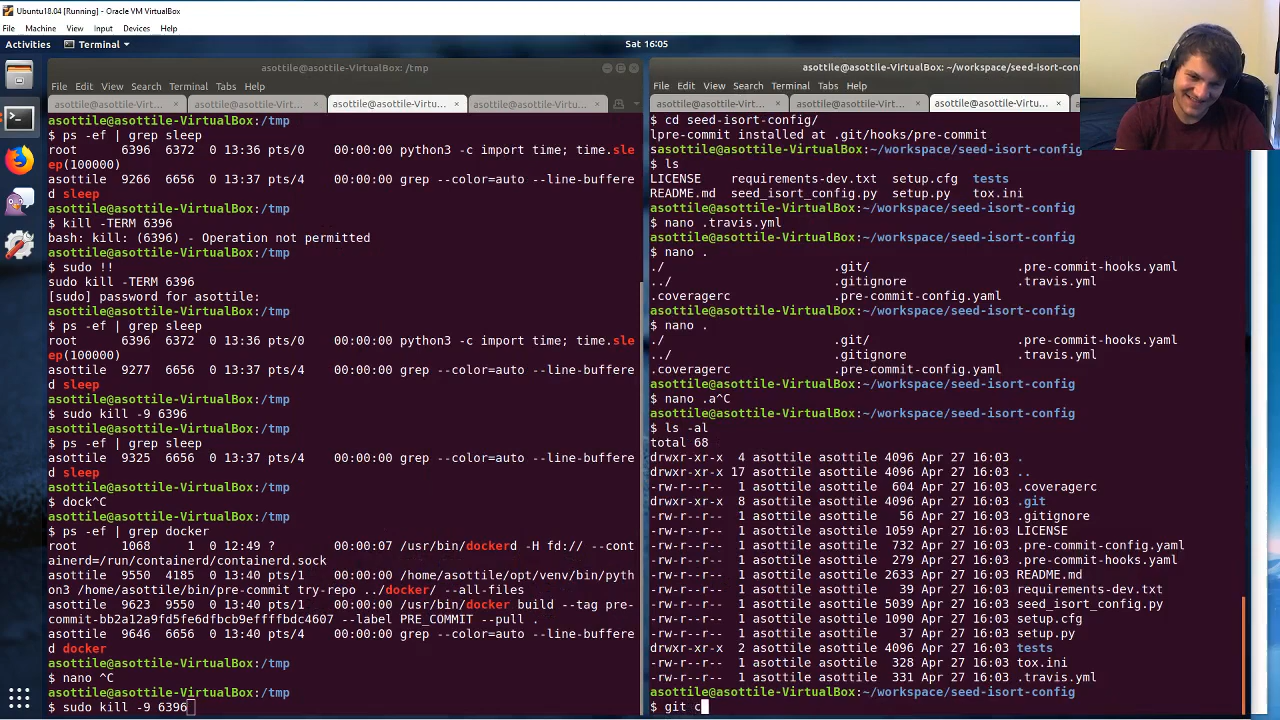 Ubuntu18.04 [Running] - Oracle VM VirtualBox
File Machine View Input Devices Help
Activities Terminal Sat 16:05
asottile@asottile-VirtualBox: /tmp
File Edit View Search Terminal Tabs Help
asottile@asottile-Virt… asottile@asottile-Virt… asottile@asottile-Virtu… asottile@asottile-Virtu…
asottile@asottile-VirtualBox:/tmp
$ ps -ef | grep sleep
root 6396 6372 0 13:36 pts/0 00:00:00 python3 -c import time; time.sle
ep(100000)
asottile 9266 6656 0 13:37 pts/4 00:00:00 grep --color=auto --line-buffere
d sleep
asottile@asottile-VirtualBox:/tmp
$ kill -TERM 6396
bash: kill: (6396) - Operation not permitted
asottile@asottile-VirtualBox:/tmp
$ sudo !!
sudo kill -TERM 6396
[sudo] password for asottile:
asottile@asottile-VirtualBox:/tmp
$ ps -ef | grep sleep
root 6396 6372 0 13:36 pts/0 00:00:00 python3 -c import time; time.sle
ep(100000)
asottile 9277 6656 0 13:37 pts/4 00:00:00 grep --color=auto --line-buffere
d sleep
asottile@asottile-VirtualBox:/tmp
$ sudo kill -9 6396
asottile@asottile-VirtualBox:/tmp
$ ps -ef | grep sleep
asottile 9325 6656 0 13:37 pts/4 00:00:00 grep --color=auto --line-buffere
d sleep
asottile@asottile-VirtualBox:/tmp
$ dock^C
asottile@asottile-VirtualBox:/tmp
$ ps -ef | grep docker
root 1068 1 0 12:49 ? 00:00:07 /usr/bin/dockerd -H fd:// --cont
ainerd=/run/containerd/containerd.sock
asottile 9550 4185 0 13:40 pts/1 00:00:00 /home/asottile/opt/venv/bin/pyth
on3 /home/asottile/bin/pre-commit try-repo ../docker/ --all-files
asottile 9623 9550 0 13:40 pts/1 00:00:00 /usr/bin/docker build --tag pre-
commit-bb2a12a9fd5fe6dfbcb9effffbdc4607 --label PRE_COMMIT --pull .
asottile 9646 6656 0 13:40 pts/4 00:00:00 grep --color=auto --line-buffere
d docker
asottile@asottile-VirtualBox:/tmp
$ nano ^C
asottile@asottile-VirtualBox:/tmp
$ sudo kill -9 6396
asottile@asottile-VirtualBox: ~/workspace/seed-isort-confi
File Edit View Search Terminal Tabs Help
asottile@asottile-Virt… asottile@asottile-Virt… asottile@asottile-Virtu…
$ cd seed-isort-config/
lpre-commit installed at .git/hooks/pre-commit
sasottile@asottile-VirtualBox:~/workspace/seed-isort-config
$ ls
LICENSE requirements-dev.txt setup.cfg tests
README.md seed_isort_config.py setup.py tox.ini
asottile@asottile-VirtualBox:~/workspace/seed-isort-config
$ nano .travis.yml
asottile@asottile-VirtualBox:~/workspace/seed-isort-config
$ nano .
./ .git/ .pre-commit-hooks.yaml
../ .gitignore .travis.yml
.coveragerc .pre-commit-config.yaml
asottile@asottile-VirtualBox:~/workspace/seed-isort-config
$ nano .
./ .git/ .pre-commit-hooks.yaml
../ .gitignore .travis.yml
.coveragerc .pre-commit-config.yaml
asottile@asottile-VirtualBox:~/workspace/seed-isort-config
$ nano .a^C
asottile@asottile-VirtualBox:~/workspace/seed-isort-config
$ ls -al
total 68
drwxr-xr-x 4 asottile asottile 4096 Apr 27 16:03 .
drwxr-xr-x 17 asottile asottile 4096 Apr 27 16:03 ..
-rw-r--r-- 1 asottile asottile 604 Apr 27 16:03 .coveragerc
drwxr-xr-x 8 asottile asottile 4096 Apr 27 16:03 .git
-rw-r--r-- 1 asottile asottile 56 Apr 27 16:03 .gitignore
-rw-r--r-- 1 asottile asottile 1059 Apr 27 16:03 LICENSE
-rw-r--r-- 1 asottile asottile 732 Apr 27 16:03 .pre-commit-config.yaml
-rw-r--r-- 1 asottile asottile 279 Apr 27 16:03 .pre-commit-hooks.yaml
-rw-r--r-- 1 asottile asottile 2633 Apr 27 16:03 README.md
-rw-r--r-- 1 asottile asottile 39 Apr 27 16:03 requirements-dev.txt
-rw-r--r-- 1 asottile asottile 5039 Apr 27 16:03 seed_isort_config.py
-rw-r--r-- 1 asottile asottile 1090 Apr 27 16:03 setup.cfg
-rw-r--r-- 1 asottile asottile 37 Apr 27 16:03 setup.py
drwxr-xr-x 2 asottile asottile 4096 Apr 27 16:03 tests
-rw-r--r-- 1 asottile asottile 328 Apr 27 16:03 tox.ini
-rw-r--r-- 1 asottile asottile 331 Apr 27 16:03 .travis.yml
asottile@asottile-VirtualBox:~/workspace/seed-isort-config
$ git c